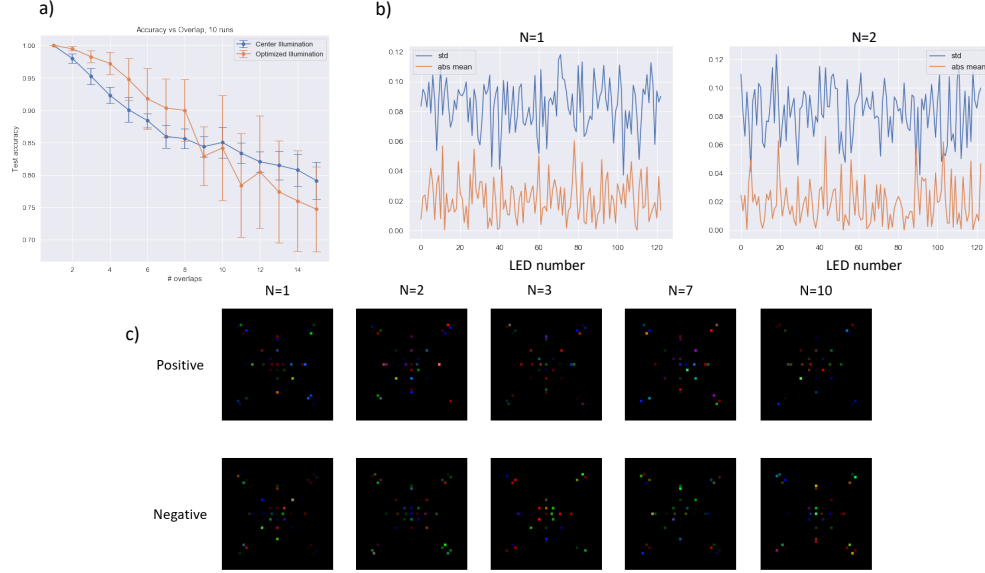 a)
Accuracy vs Overlap, 10 runs
Center Illumination
Optimized Illumination
1.00
0.95
0.90
0.85
0.80
0.75
0.70
Test accuracy
2 4 6 8 10 12 14
# overlaps
b)
N=1
std
abs mean
0.12
0.10
0.08
0.06
0.04
0.02
0.00
0 20 40 60 80 100 120
LED number
N=2
std
abs mean
0.12
0.10
0.08
0.06
0.04
0.02
0.00
0 20 40 60 80 100 120
LED number
c)
N=1 N=2 N=3 N=7 N=10
Positive
Negative